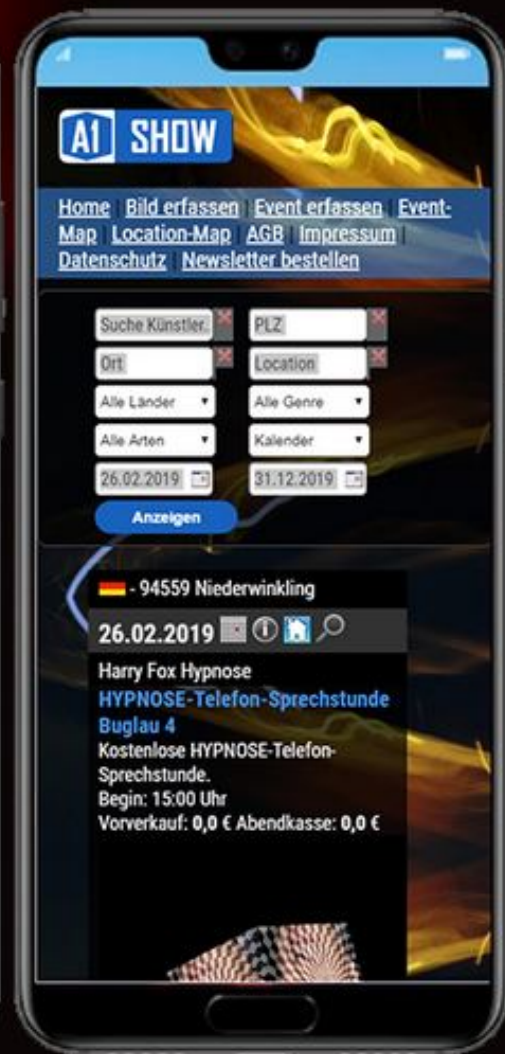 A1 SHOW
Home | Bild erfassen | Event erfassen | Event-
Map | Location-Map | AGB | Impressum |
Datenschutz | Newsletter bestellen
Suche Künstler. PLZ
Ort Location
Alle Länder Alle Genre
Alle Arten Kalender
26.02.2019 31.12.2019
Anzeigen
- 94559 Niederwinkling
26.02.2019
Harry Fox Hypnose
HYPNOSE-Telefon-Sprechstunde
Buglau 4
Kostenlose HYPNOSE-Telefon-
Sprechstunde.
Begin: 15:00 Uhr
Vorverkauf: 0,0 € Abendkasse: 0,0 €